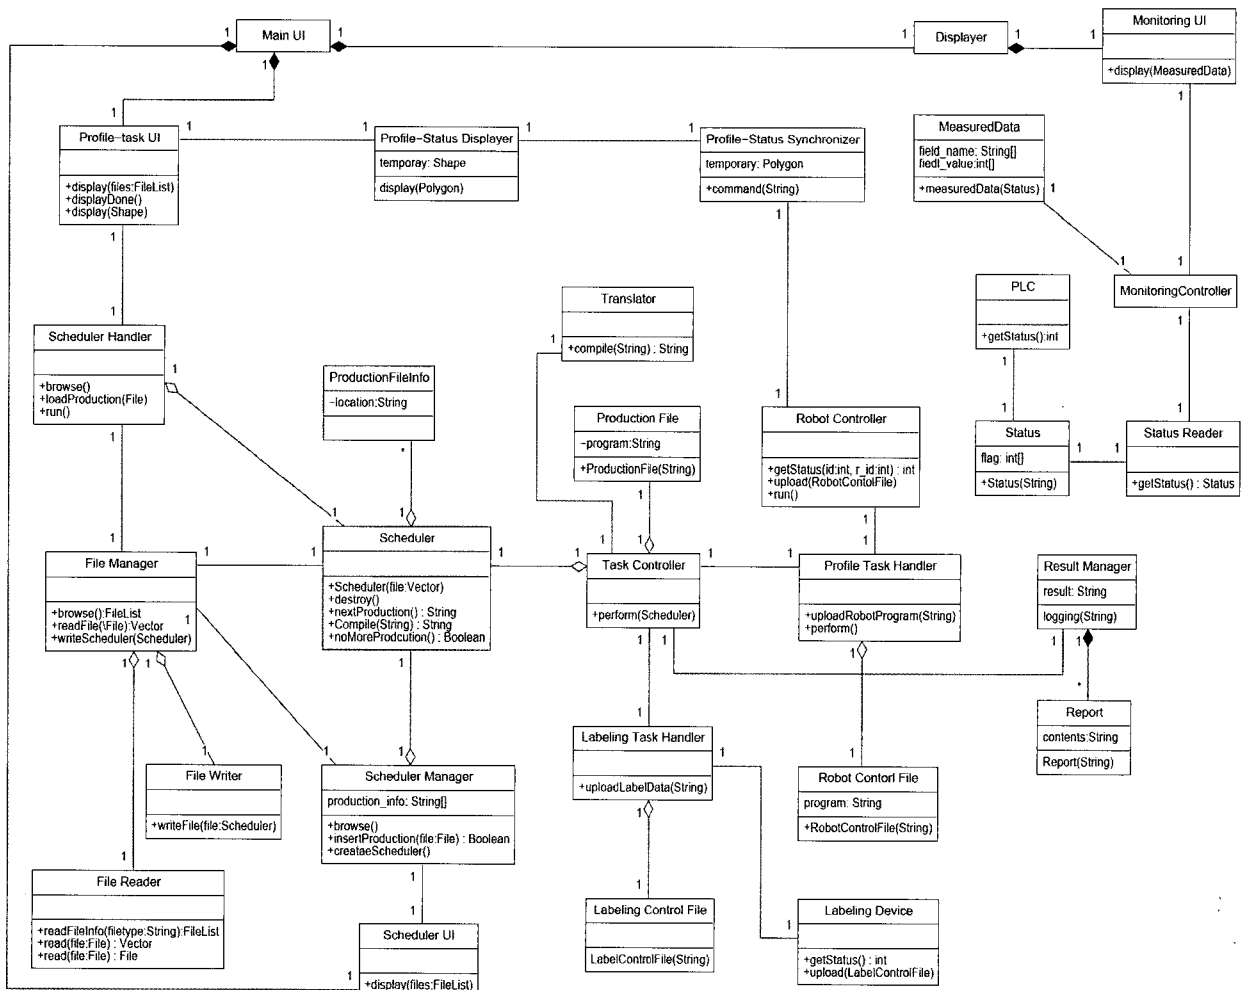 Main UI
1
1
1
1
Displayer
1
1
Monitoring UI
+display(MeasuredData)
1
1
Profile-task UI
+display(files:FileList)
+displayDone()
+display(Shape)
1
1
1
Profile-Status Displayer
temporay: Shape
display(Polygon)
1
1
Profile-Status Synchronizer
temporary: Polygon
+command(String)
1
MeasuredData
field_name: String[]
fiedl_value:int[]
+measuredData(Status)
1
1
1
MonitoringController
1
PLC
+getStatus():int
1
1
Status
flag: int[]
+Status(String)
1
1
1
Status Reader
+getStatus() : Status
1
Scheduler Handler
+browse()
+loadProduction(File)
+run()
1
1
ProductionFileInfo
-location:String
*
Translator
+compile(String) : String
1
Production File
-program:String
+ProductionFile(String)
1
1
Robot Controller
+getStatus(id:int, r_id:int) : int
+upload(RobotContolFile)
+run()
1
1
File Manager
+browse():FileList
+readFile(\File):Vector
+writeScheduler(Scheduler)
1
1
1
1
1
1
1
Scheduler
+Scheduler(file:Vector)
+destroy()
+nextProduction() : String
+Compile(String) : String
+noMoreProdcution() : Boolean
1
1
1
1
1
Task Controller
+perform(Scheduler)
1
1
1
1
1
1
Profile Task Handler
+uploadRobotProgram(String)
+perform()
1
Result Manager
result: String
logging(String)
1
1
*
Report
contents:String
Report(String)
1
File Writer
+writeFile(file:Scheduler)
1
1
1
Scheduler Manager
production_info: String[]
+browse()
+insertProduction(file:File) : Boolean
+creataeScheduler()
1
1
Labeling Task Handler
+uploadLabelData(String)
1
1
1
Robot Contorl File
program: String
+RobotControlFile(String)
1
File Reader
+readFileInfo(filetype:String):FileList
+read(file:File) : Vector
+read(file:File) : File
1
1
Scheduler UI
+display(files:FileList)
1
Labeling Control File
LabelControlFile(String)
1
Labeling Device
+getStatus() : int
+upload(LabelControlFile)